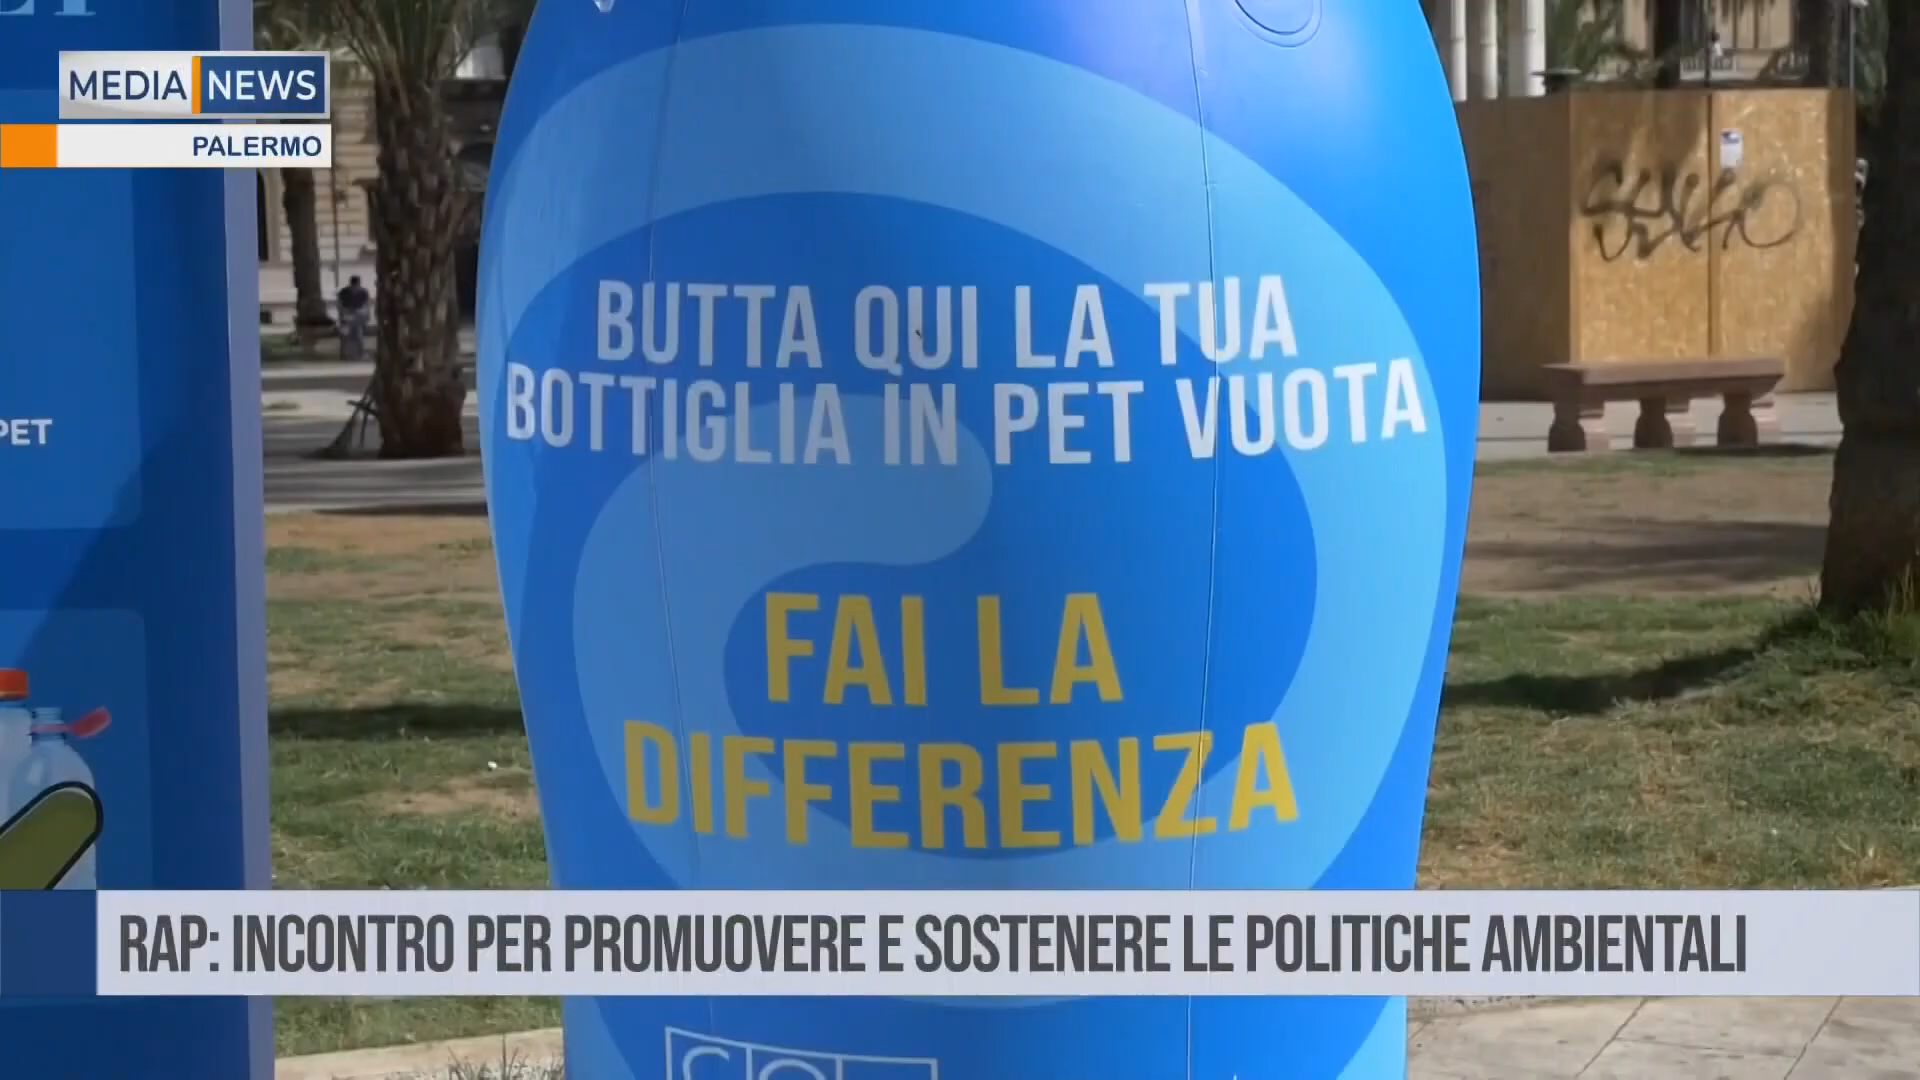 MEDIA NEWS
PALERMO
PET
BUTTA QUI LA TUA
BOTTIGLIA IN PET VUOTA
FAI LA
DIFFERENZA
RAP: INCONTRO PER PROMUOVERE E SOSTENERE LE POLITICHE AMBIENTALI